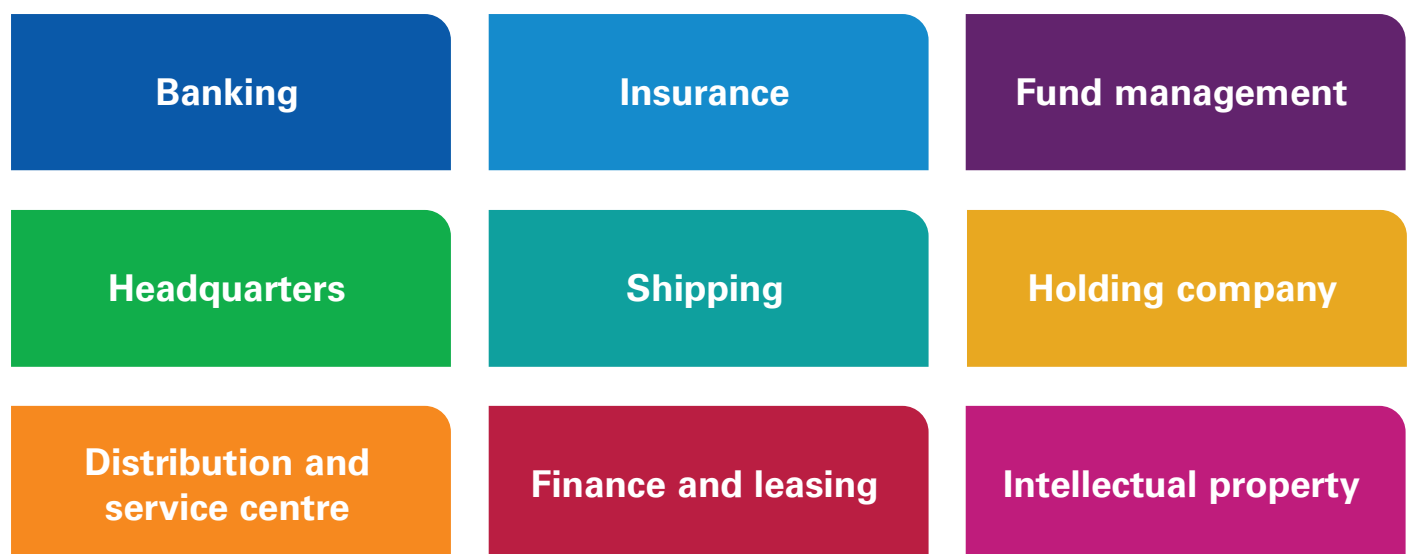 Banking
Insurance
Fund management
Headquarters
Shipping
Holding company
Distribution and
service centre
Finance and leasing
Intellectual property